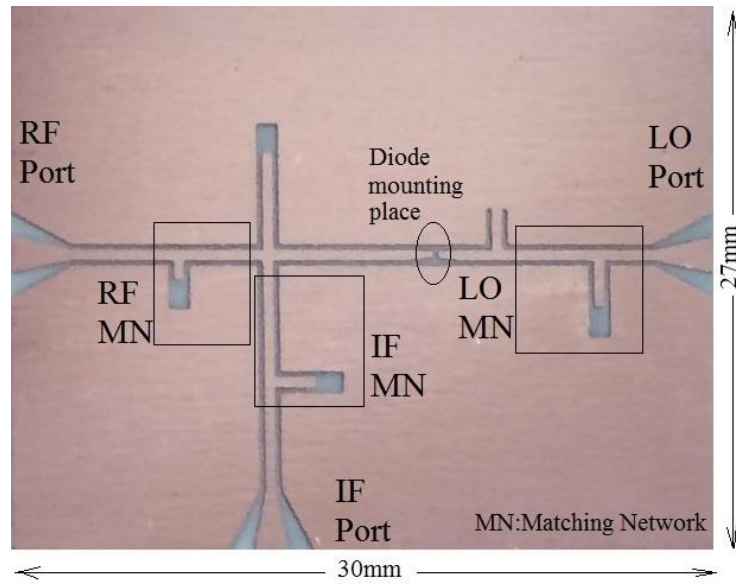 RF
Port
Diode
mounting
place
LO
Port
RF
MN
LO
MN
IF
MN
IF
Port
MN:Matching Network
27mm
30mm